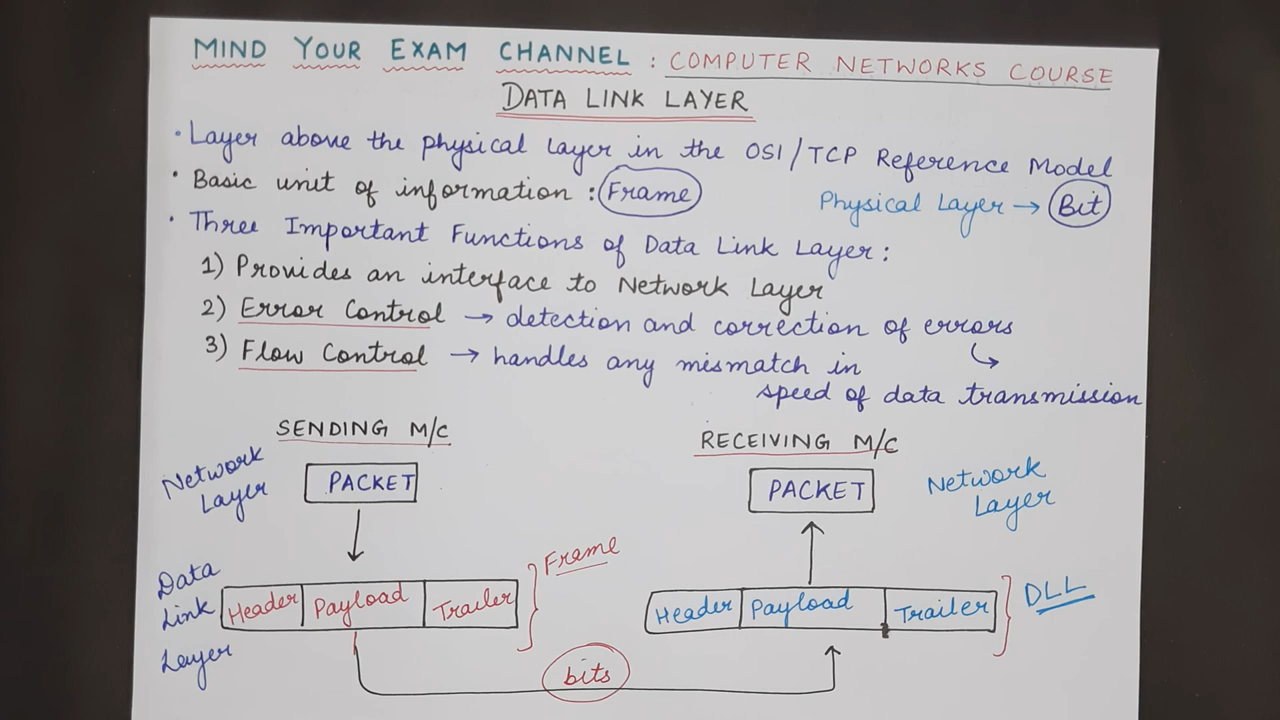 MIND YOUR EXAM CHANNEL : COMPUTER NETWORKS COURSE
DATA LINK LAYER
• Layer above the physical layer in the OSI/TCP Reference Model
• Basic unit of information : Frame
Physical Layer → Bit
• Three Important Functions of Data Link Layer :
1) Provides an interface to Network Layer
2) Error Control → detection and correction of errors
3) Flow Control → handles any mismatch in
speed of data transmission
SENDING M/C
RECEIVING M/C
Network
Layer
PACKET
PACKET
Network
Layer
Frame
Data
Link
Layer
Header Payload Trailer
Header Payload Trailer
DLL
bits